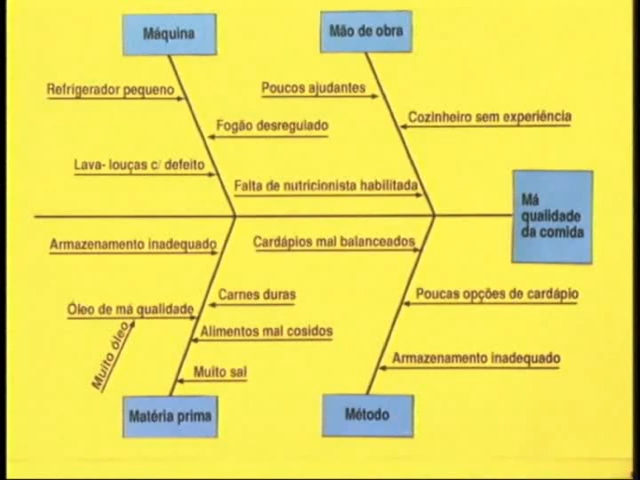 Máquina
Mão de obra
Refrigerador pequeno
Poucos ajudantes
Cozinheiro sem experiência
Fogão desregulado
Lava- louças c/ defeito
Falta de nutricionista habilitada
Má
qualidade
da comida
Armazenamento inadequado
Cardápios mal balanceados
Carnes duras
Poucas opções de cardápio
Óleo de má qualidade
Muito óleo
Alimentos mal cosidos
Armazenamento inadequado
Muito sal
Matéria prima
Método